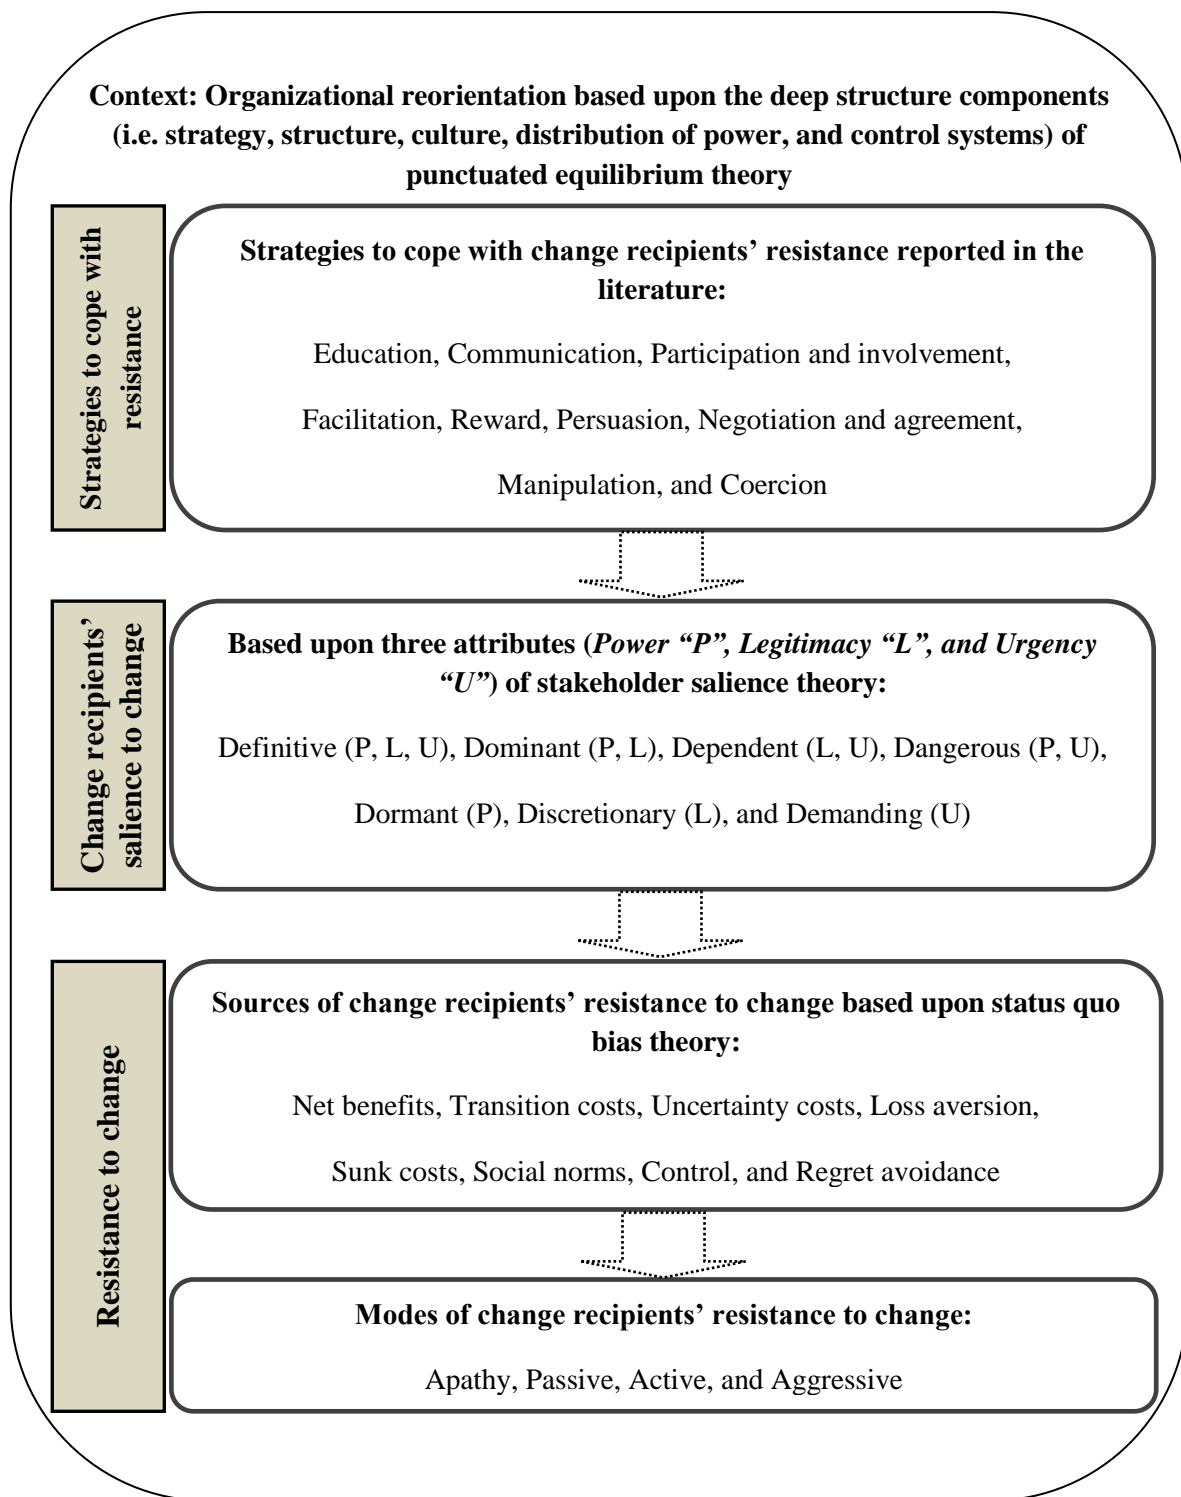 Context: Organizational reorientation based upon the deep structure components
(i.e. strategy, structure, culture, distribution of power, and control systems) of
punctuated equilibrium theory
Strategies to cope with
resistance
Strategies to cope with change recipients’ resistance reported in the
literature:
Education, Communication, Participation and involvement,
Facilitation, Reward, Persuasion, Negotiation and agreement,
Manipulation, and Coercion
Change recipients’
salience to change
Based upon three attributes (Power “P”, Legitimacy “L”, and Urgency
“U”) of stakeholder salience theory:
Definitive (P, L, U), Dominant (P, L), Dependent (L, U), Dangerous (P, U),
Dormant (P), Discretionary (L), and Demanding (U)
Resistance to change
Sources of change recipients’ resistance to change based upon status quo
bias theory:
Net benefits, Transition costs, Uncertainty costs, Loss aversion,
Sunk costs, Social norms, Control, and Regret avoidance
Modes of change recipients’ resistance to change:
Apathy, Passive, Active, and Aggressive